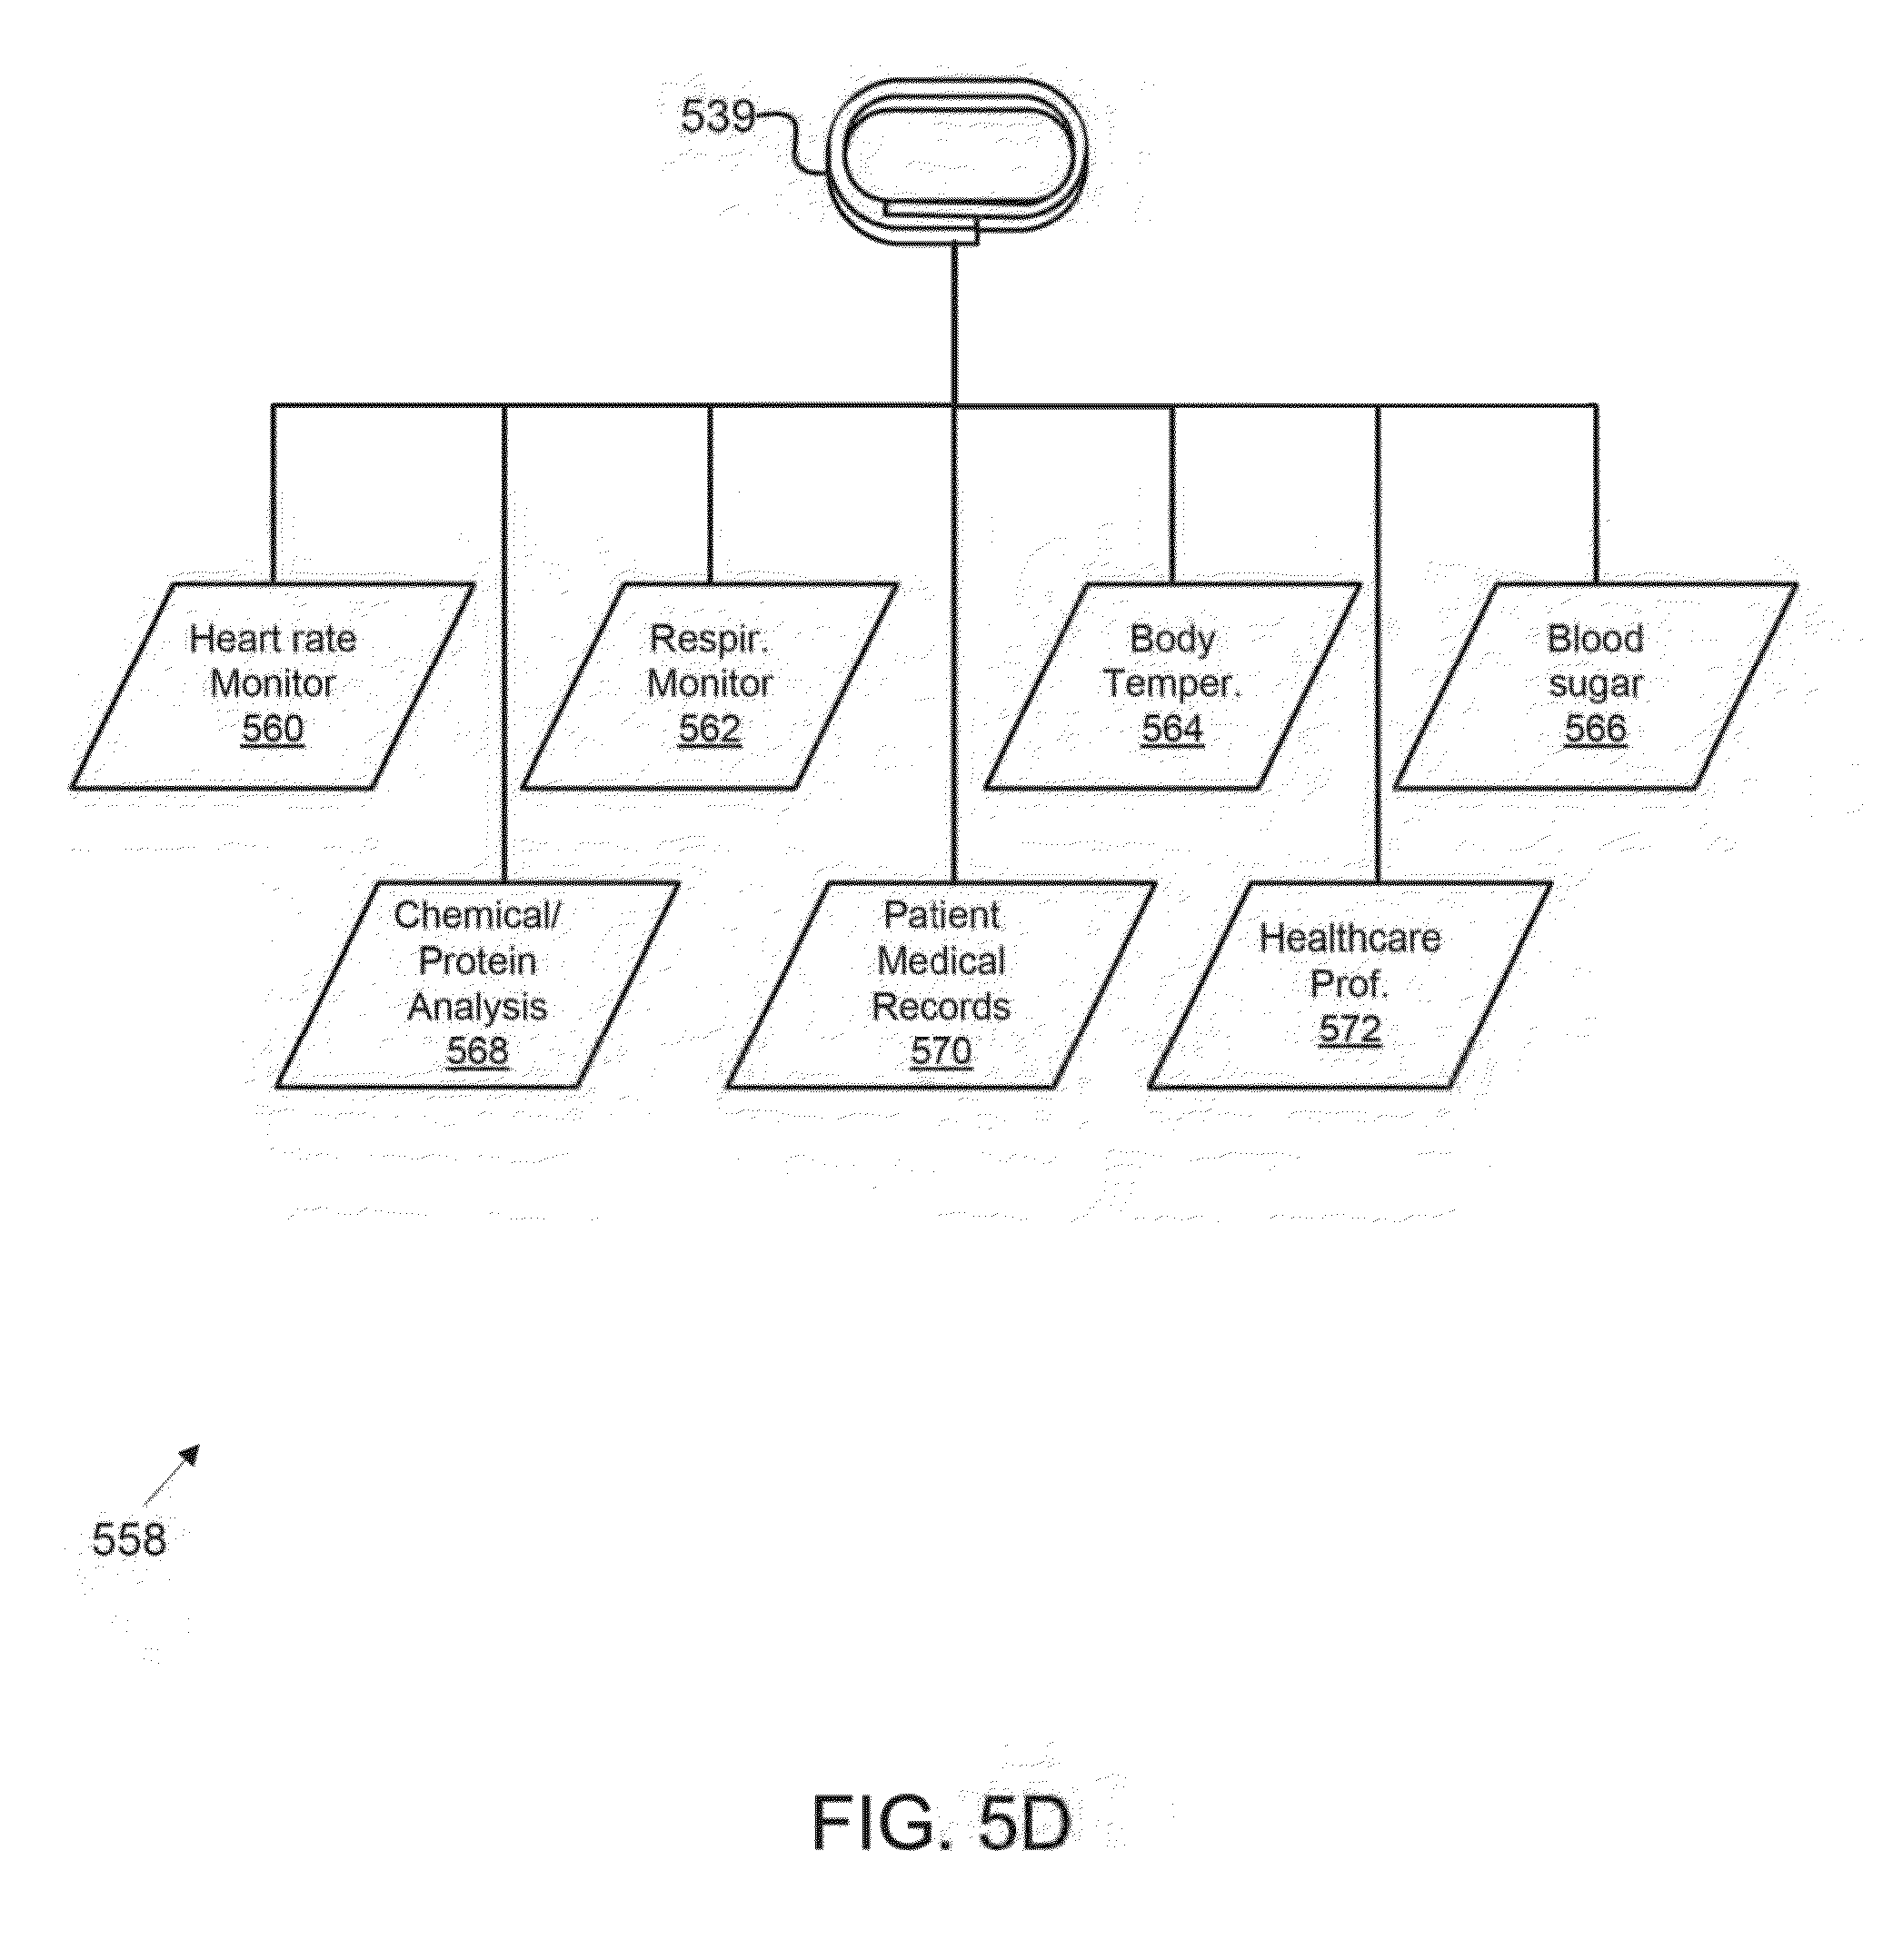 539
Heart rate
Monitor
560
Respir.
Monitor
562
Body
Temper.
564
Blood
sugar
566
Chemical/
Protein
Analysis
568
Patient
Medical
Records
570
Healthcare
Prof.
572
558
FIG. 5D